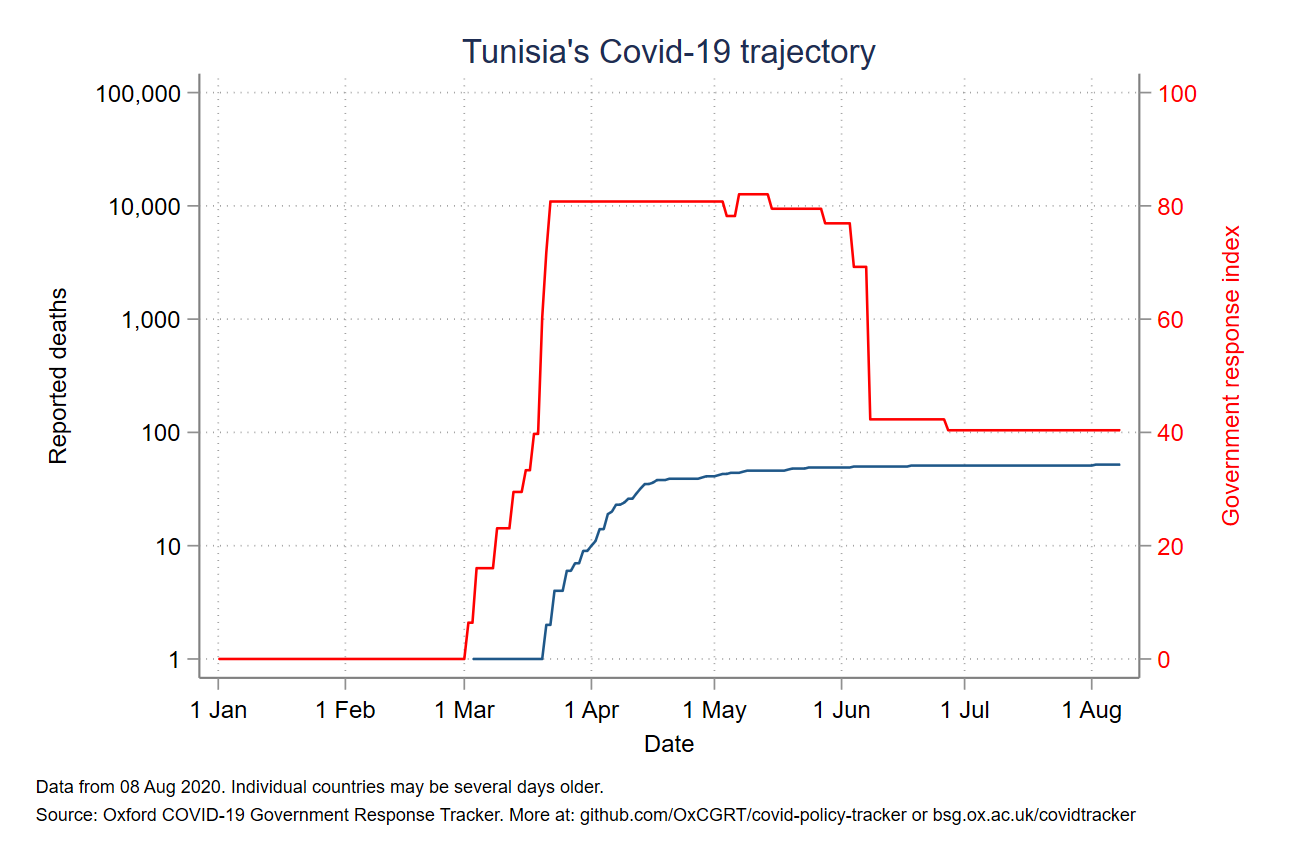 Tunisia's Covid-19 trajectory
100,000
10,000
1,000
100
10
1
Reported deaths
100
80
60
40
20
0
Government response index
1 Jan 1 Feb 1 Mar 1 Apr 1 May 1 Jun 1 Jul 1 Aug
Date
Data from 08 Aug 2020. Individual countries may be several days older.
Source: Oxford COVID-19 Government Response Tracker. More at: github.com/OxCGRT/covid-policy-tracker or bsg.ox.ac.uk/covidtracker